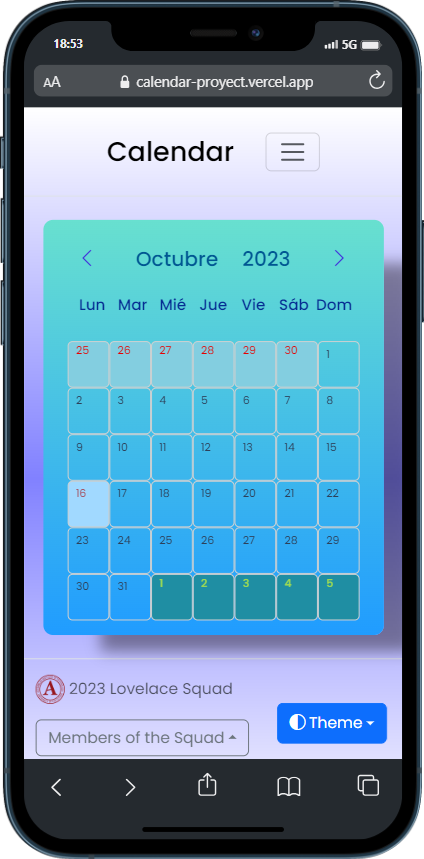 18:53
5G
AA calendar-proyect.vercel.app
Calendar
Octubre 2023
Lun Mar Mié Jue Vie Sáb Dom
25 26 27 28 29 30 1
2 3 4 5 6 7 8
9 10 11 12 13 14 15
16 17 18 19 20 21 22
23 24 25 26 27 28 29
30 31 1 2 3 4 5
A 2023 Lovelace Squad
Theme
Members of the Squad